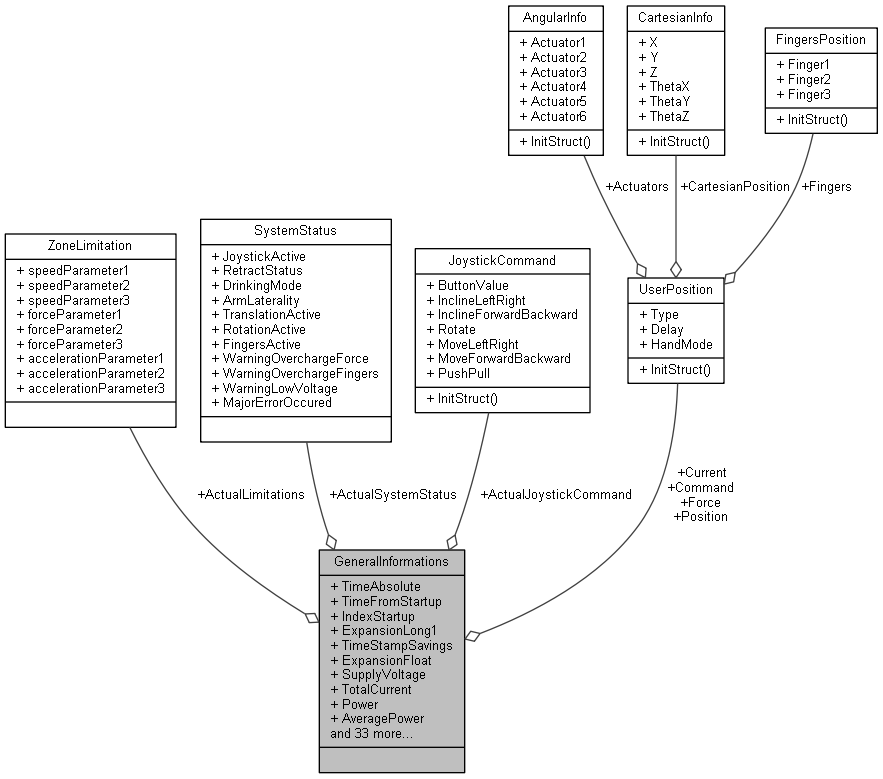 AngularInfo
+ Actuator1
+ Actuator2
+ Actuator3
+ Actuator4
+ Actuator5
+ Actuator6
+ InitStruct()
CartesianInfo
+ X
+ Y
+ Z
+ ThetaX
+ ThetaY
+ ThetaZ
+ InitStruct()
FingersPosition
+ Finger1
+ Finger2
+ Finger3
+ InitStruct()
+Actuators
+CartesianPosition
+Fingers
ZoneLimitation
+ speedParameter1
+ speedParameter2
+ speedParameter3
+ forceParameter1
+ forceParameter2
+ forceParameter3
+ accelerationParameter1
+ accelerationParameter2
+ accelerationParameter3
SystemStatus
+ JoystickActive
+ RetractStatus
+ DrinkingMode
+ ArmLaterality
+ TranslationActive
+ RotationActive
+ FingersActive
+ WarningOverchargeForce
+ WarningOverchargeFingers
+ WarningLowVoltage
+ MajorErrorOccured
JoystickCommand
+ ButtonValue
+ InclineLeftRight
+ InclineForwardBackward
+ Rotate
+ MoveLeftRight
+ MoveForwardBackward
+ PushPull
+ InitStruct()
UserPosition
+ Type
+ Delay
+ HandMode
+ InitStruct()
+ActualLimitations
+ActualSystemStatus
+ActualJoystickCommand
+Current
+Command
+Force
+Position
GeneralInformations
+ TimeAbsolute
+ TimeFromStartup
+ IndexStartup
+ ExpansionLong1
+ TimeStampSavings
+ ExpansionFloat
+ SupplyVoltage
+ TotalCurrent
+ Power
+ AveragePower
and 33 more...